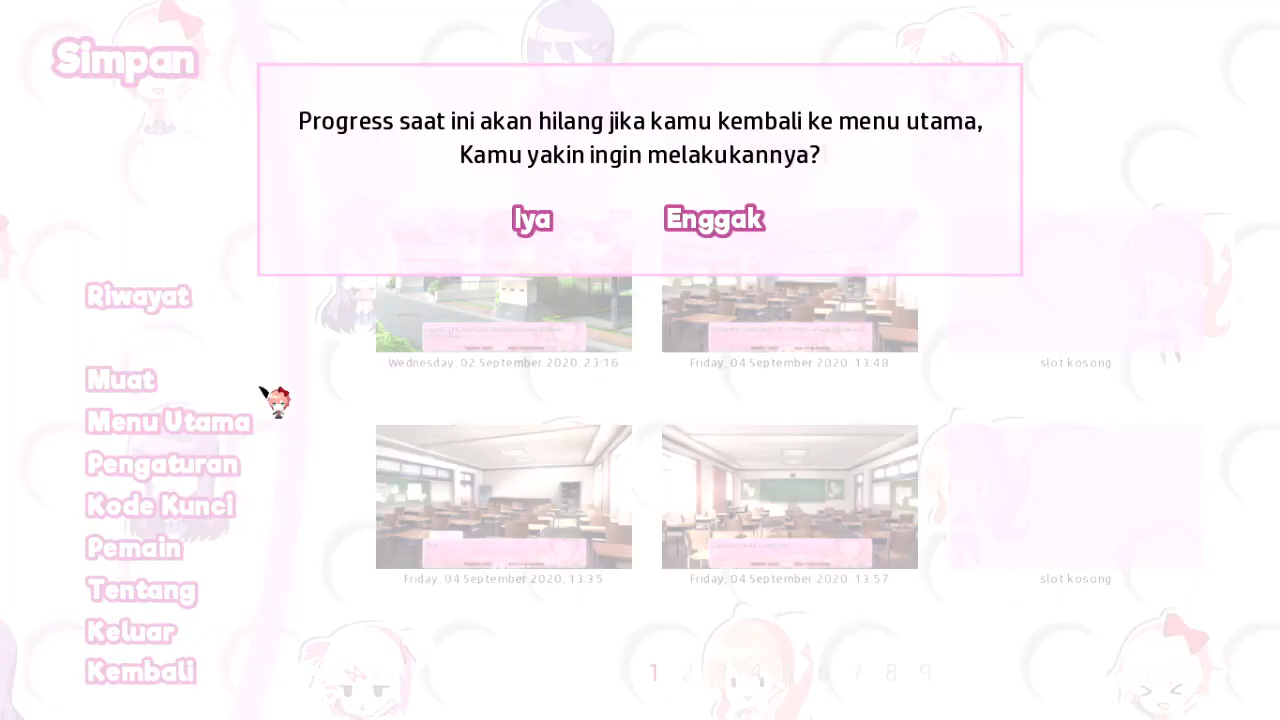 Simpan
Progress saat ini akan hilang jika kamu kembali ke menu utama,
Kamu yakin ingin melakukannya?
Iya
Enggak
Riwayat
Muat
Menu Utama
Pengaturan
Kode Kunci
Pemain
Tentang
Keluar
Kembali
Wednesday, 02 September 2020, 23:16
Friday, 04 September 2020, 13:48
slot kosong
Friday, 04 September 2020, 13:35
Friday, 04 September 2020, 13:57
slot kosong
1 2 3 4 5 6 7 8 9